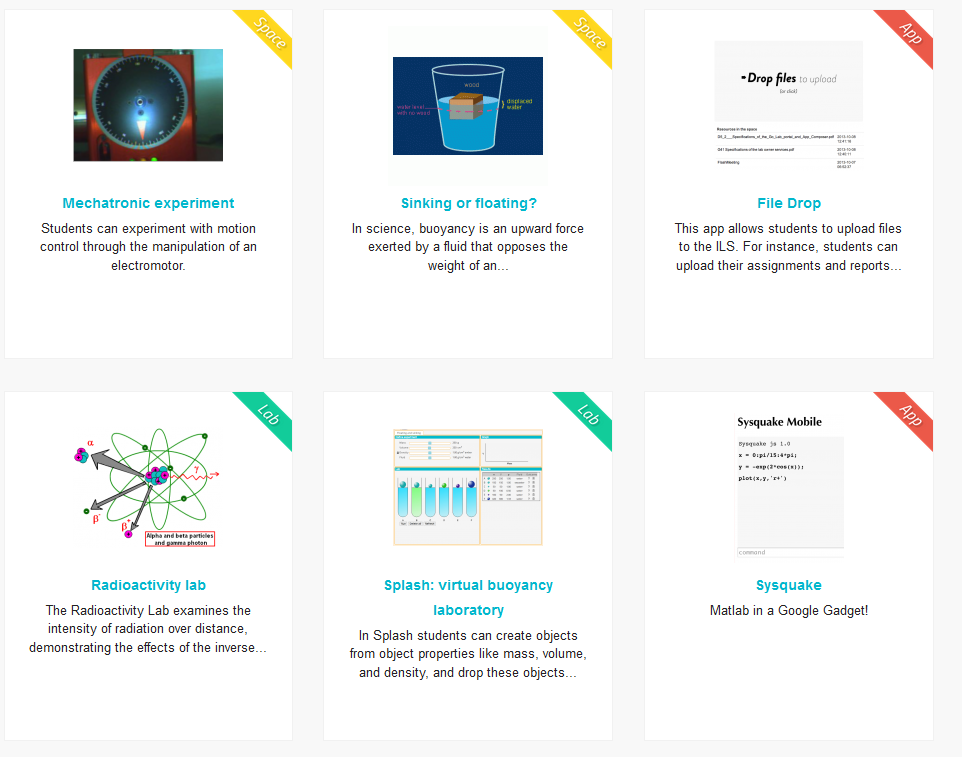 Space
Mechatronic experiment
Students can experiment with motion
control through the manipulation of an
electromotor.
Space
wood
water level
with no wood
displaced
water
Sinking or floating?
In science, buoyancy is an upward force
exerted by a fluid that opposes the
weight of an...
App
Drop files to upload
(or click)
Resources in the space
File Drop
This app allows students to upload files
to the ILS. For instance, students can
upload their assignments and reports...
Lab
α
γ
β-
β+
Alpha and beta particles
and gamma photon
Radioactivity lab
The Radioactivity Lab examines the
intensity of radiation over distance,
demonstrating the effects of the inverse...
Lab
Splash: virtual buoyancy
laboratory
In Splash students can create objects
from object properties like mass, volume,
and density, and drop these objects...
App
Sysquake Mobile
Sysquake js 1.0
x = 0:pi/15:4*pi;
y = -exp(2*cos(x));
plot(x,y,'r+')
command
Sysquake
Matlab in a Google Gadget!